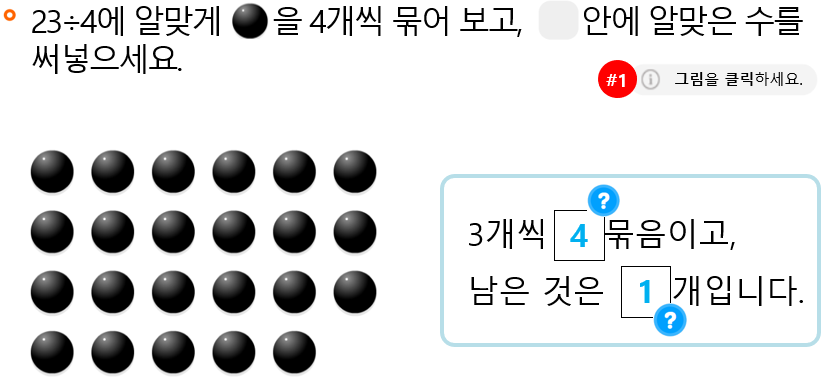 23÷4에 알맞게 을 4개씩 묶어 보고, 안에 알맞은 수를
써넣으세요.
#1 그림을 클릭하세요.
3개씩 4 묶음이고,
남은 것은 1 개입니다.